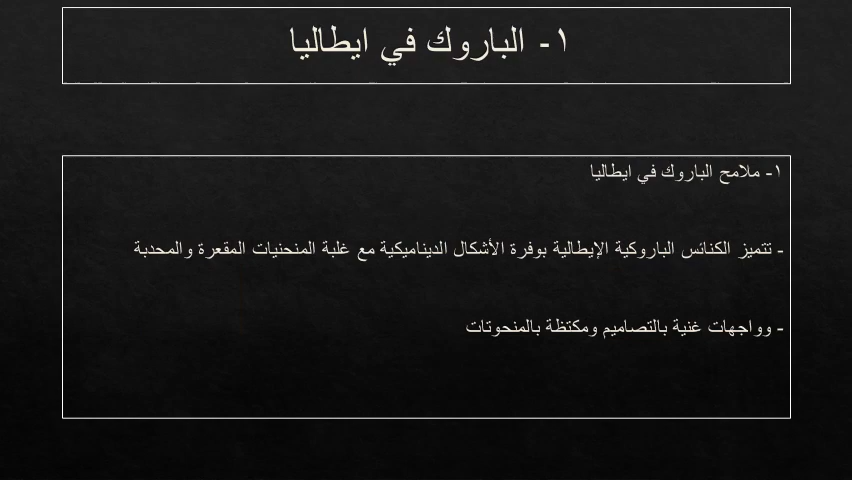 ١- الباروك في ايطاليا
١- ملامح الباروك في ايطاليا
- تتميز الكنائس الباروكية الإيطالية بوفرة الأشكال الديناميكية مع غلبة المنحنيات المقعرة والمحدبة
- وواجهات غنية بالتصاميم ومكتظة بالمنحوتات